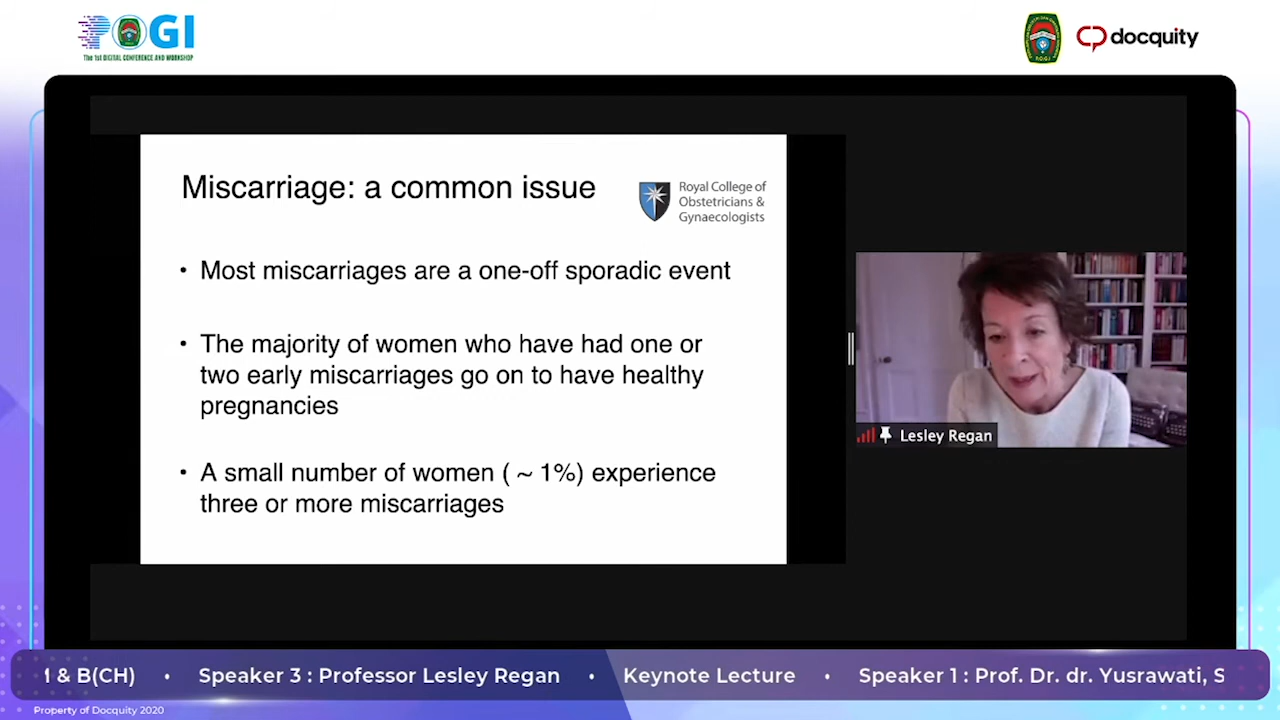 POGI
The 1st DIGITAL CONFERENCE AND WORKSHOP
P.O.G.I
docquity
Miscarriage: a common issue
Royal College of
Obstetricians &
Gynaecologists
• Most miscarriages are a one-off sporadic event
• The majority of women who have had one or
two early miscarriages go on to have healthy
pregnancies
• A small number of women ( ~ 1%) experience
three or more miscarriages
Lesley Regan
& B(CH) • Speaker 3 : Professor Lesley Regan • Keynote Lecture • Speaker 1 : Prof. Dr. dr. Yusrawati, S
Property of Docquity 2020